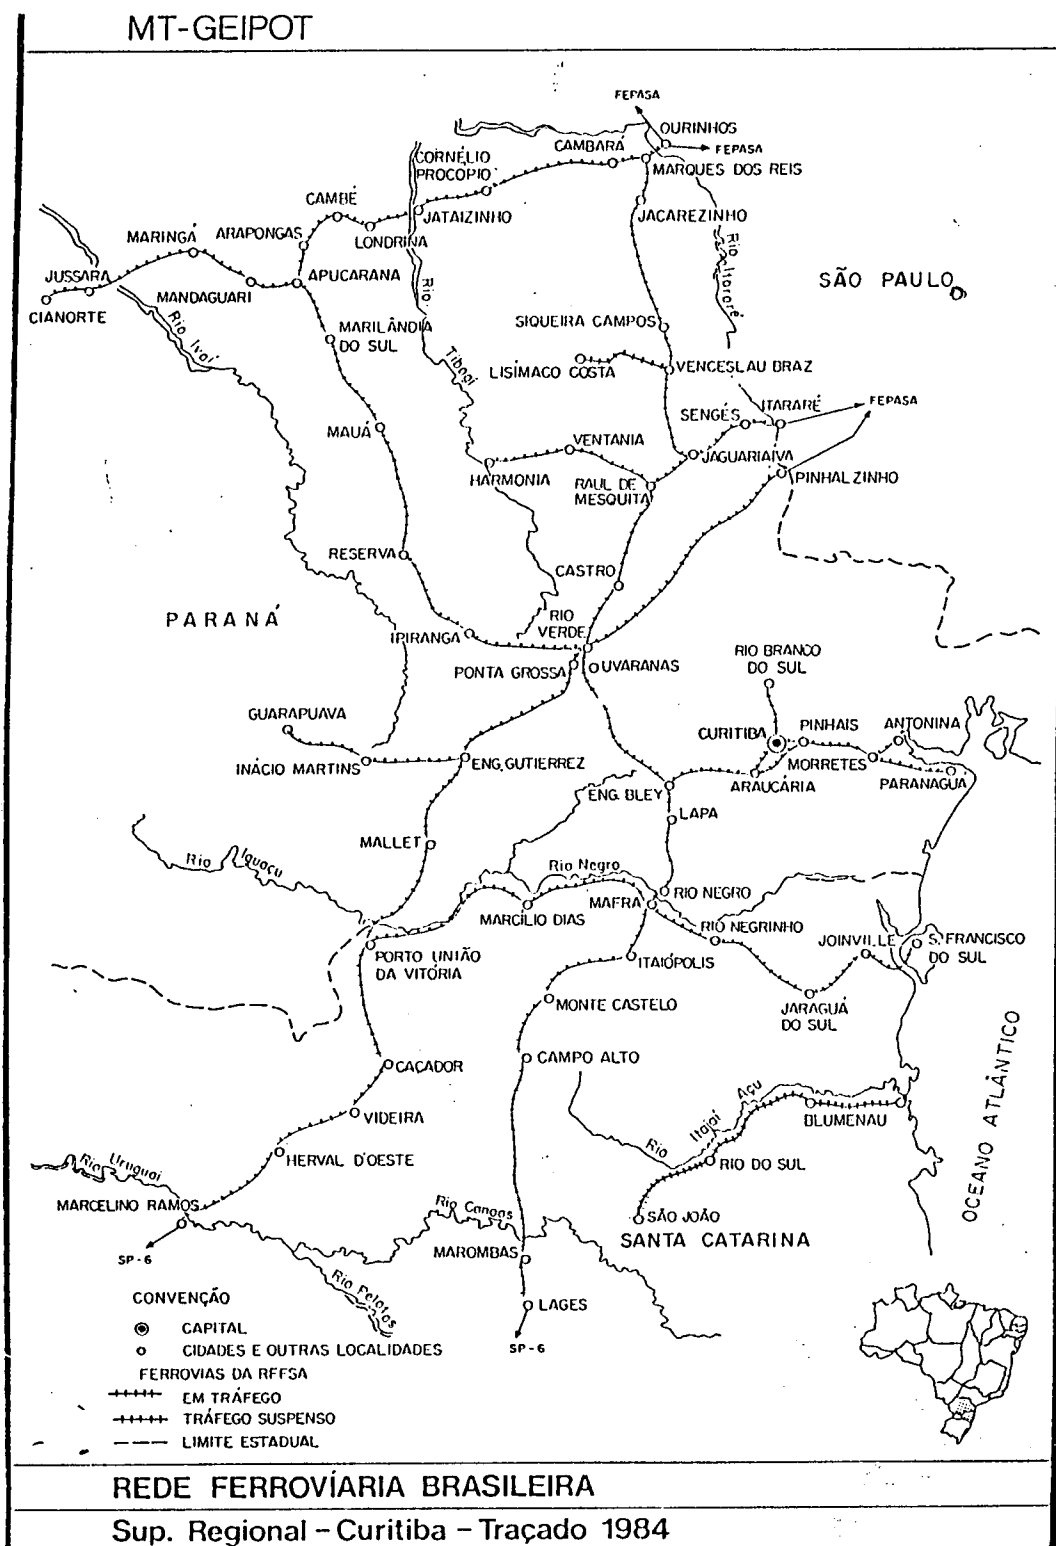 MT-GEIPOT
FEPASA
OURINHOS
FEPASA
CAMBARÁ
MARQUES DOS REIS
CORNÉLIO
PROCÓPIO
JACAREZINHO
CAMBÉ
JATAIZINHO
LONDRINA
ARAPONGAS
MARINGÁ
APUCARANA
MANDAGUARI
JUSSARA
CIANORTE
Rio Ivaí
Rio Tibagi
Rio Itararé
SÃO PAULO
MARILÂNDIA
DO SUL
SIQUEIRA CAMPOS
LISÍMACO COSTA
VENCESLAU BRAZ
SENGÉS
ITARARÉ
FEPASA
MAUÁ
VENTANIA
HARMONIA
RAUL DE
MESQUITA
JAGUARIAIVA
PINHALZINHO
RESERVA
CASTRO
PARANÁ
IPIRANGA
RIO
VERDE
PONTA GROSSA
UVARANAS
RIO BRANCO
DO SUL
GUARAPUAVA
CURITIBA
PINHAIS
ANTONINA
INÁCIO MARTINS
ENG. GUTIERREZ
MORRETES
ENG. BLEY
ARAUCÁRIA
PARANAGUA
LAPA
MALLET
Rio Iguaçu
Rio Negro
RIO NEGRO
MARCÍLIO DIAS
MAFRA
RIO NEGRINHO
PORTO UNIÃO
DA VITÓRIA
JOINVILLE
S. FRANCISCO
DO SUL
ITAIÓPOLIS
MONTE CASTELO
JARAGUÁ
DO SUL
CAÇADOR
CAMPO ALTO
VIDEIRA
Rio Itajaí Açu
BLUMENAU
OCEANO ATLÂNTICO
HERVAL D'OESTE
RIO DO SUL
Rio Uruguai
MARCELINO RAMOS
Rio Canoas
SÃO JOÃO
SANTA CATARINA
SP-6
MAROMBAS
Rio Pelotas
LAGES
SP-6
CONVENÇÃO
CAPITAL
CIDADES E OUTRAS LOCALIDADES
FERROVIAS DA RFFSA
EM TRÁFEGO
TRÁFEGO SUSPENSO
LIMITE ESTADUAL
REDE FERROVÍARIA BRASILEIRA
Sup. Regional - Curitiba - Traçado 1984